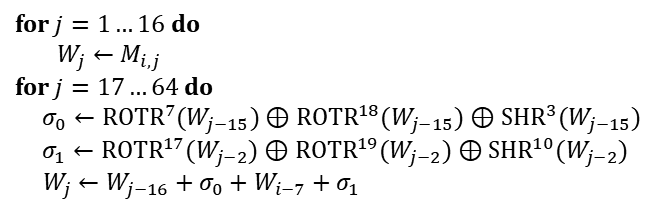 for j = 1 … 16 do
W_j ← M_{i,j}
for j = 17 … 64 do
σ_0 ← ROTR^7(W_{j−15}) ⊕ ROTR^18(W_{j−15}) ⊕ SHR^3(W_{j−15})
σ_1 ← ROTR^17(W_{j−2}) ⊕ ROTR^19(W_{j−2}) ⊕ SHR^10(W_{j−2})
W_j ← W_{j−16} + σ_0 + W_{i−7} + σ_1